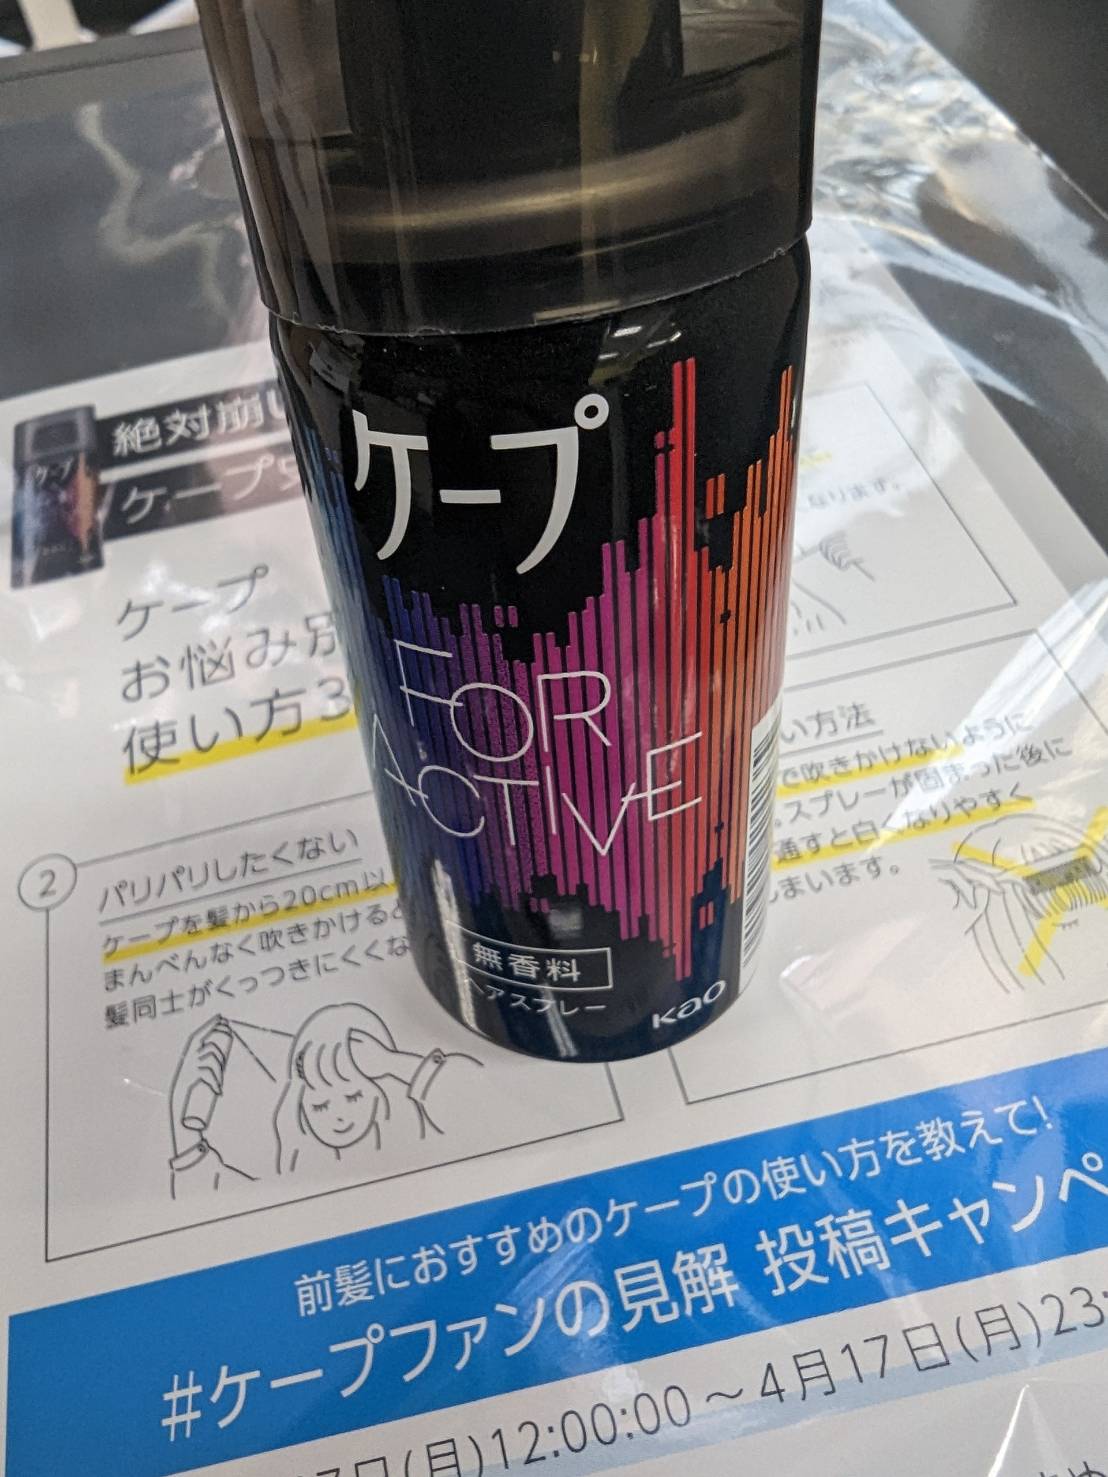 ケープ
FOR
ACTIVE
無香料
ヘアスプレー
Kao
絶対崩
ケープ
ケープ
お悩み別
使い方3
2
パリパリしたくない
ケープを髪から20cm以
まんべんなく吹きかけると
髪同士がくっつきにくくな
なります。
い方法
で吹きかけないように
。スプレーが固まった後に
通すと白くなりやすく
しまいます。
前髪におすすめのケープの使い方を教えて!
#ケープファンの見解 投稿キャンペ
7日(月)12:00:00～4月17日(月)23: